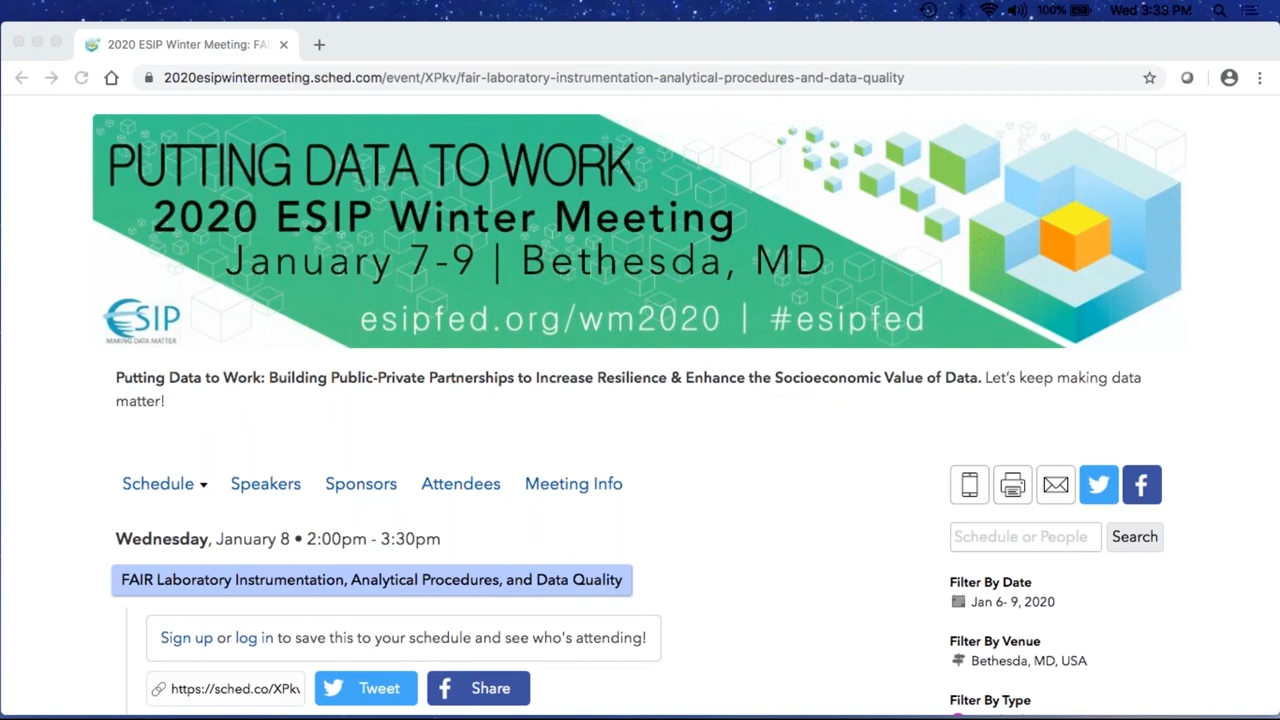 100% Wed 3:33 PM
2020 ESIP Winter Meeting: FAI
2020esipwintermeeting.sched.com/event/XPkv/fair-laboratory-instrumentation-analytical-procedures-and-data-quality
PUTTING DATA TO WORK
2020 ESIP Winter Meeting
January 7-9 | Bethesda, MD
ESIP
MAKING DATA MATTER
esipfed.org/wm2020 | #esipfed
Putting Data to Work: Building Public-Private Partnerships to Increase Resilience & Enhance the Socioeconomic Value of Data. Let's keep making data
matter!
Schedule Speakers Sponsors Attendees Meeting Info
Schedule or People Search
Wednesday, January 8 • 2:00pm - 3:30pm
FAIR Laboratory Instrumentation, Analytical Procedures, and Data Quality
Filter By Date
Jan 6- 9, 2020
Sign up or log in to save this to your schedule and see who's attending!
Filter By Venue
Bethesda, MD, USA
https://sched.co/XPkv Tweet Share
Filter By Type